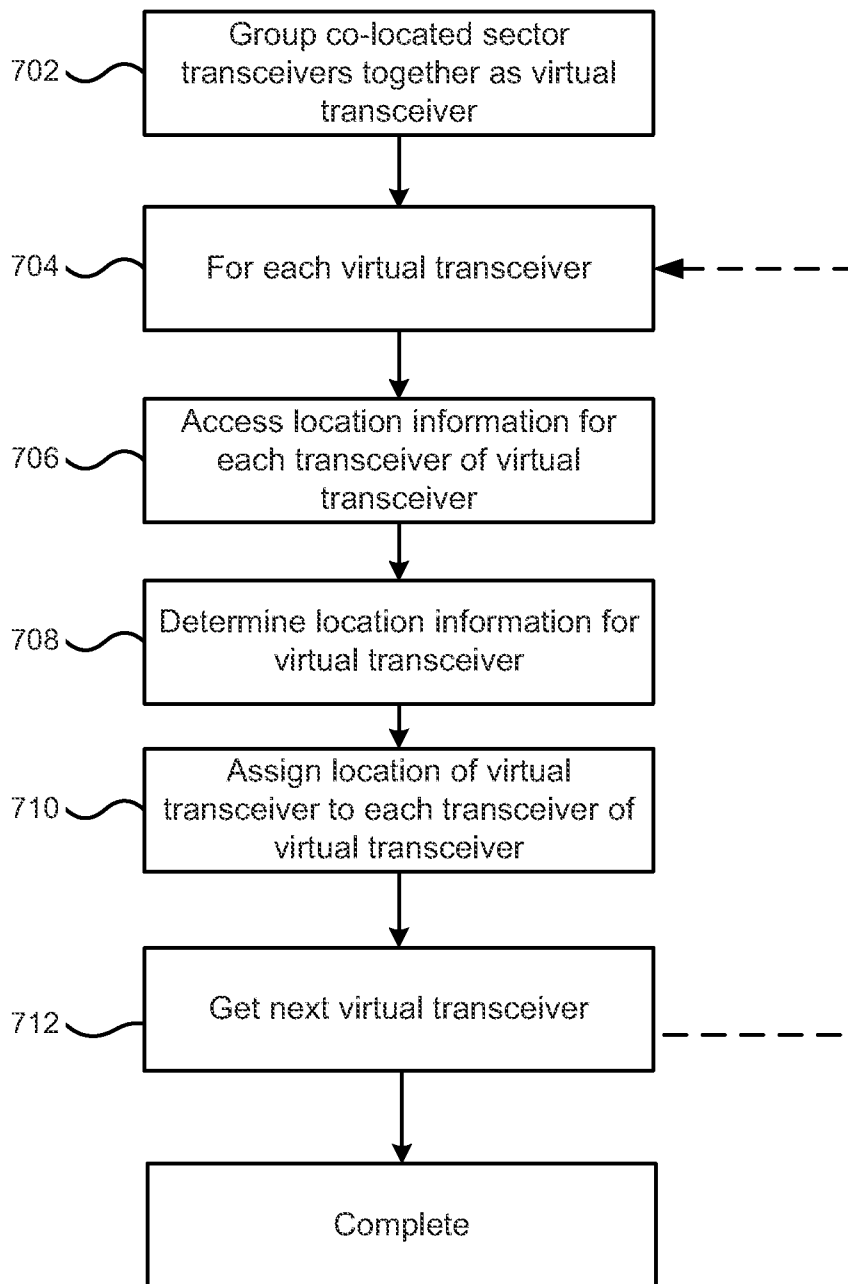 702
Group co-located sector
transceivers together as virtual
transceiver
704
For each virtual transceiver
706
Access location information for
each transceiver of virtual
transceiver
708
Determine location information for
virtual transceiver
710
Assign location of virtual
transceiver to each transceiver of
virtual transceiver
712
Get next virtual transceiver
Complete